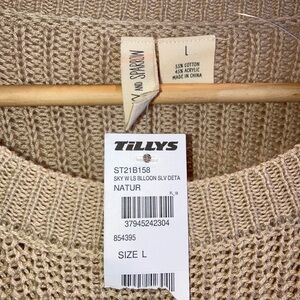 AND SPARROW
L
55% COTTON
45% ACRYLIC
MADE IN CHINA
TILLYS
ST21B158
SKY W LS BLLOON SLV DETA
NATUR
37945242304
854395
SIZE L